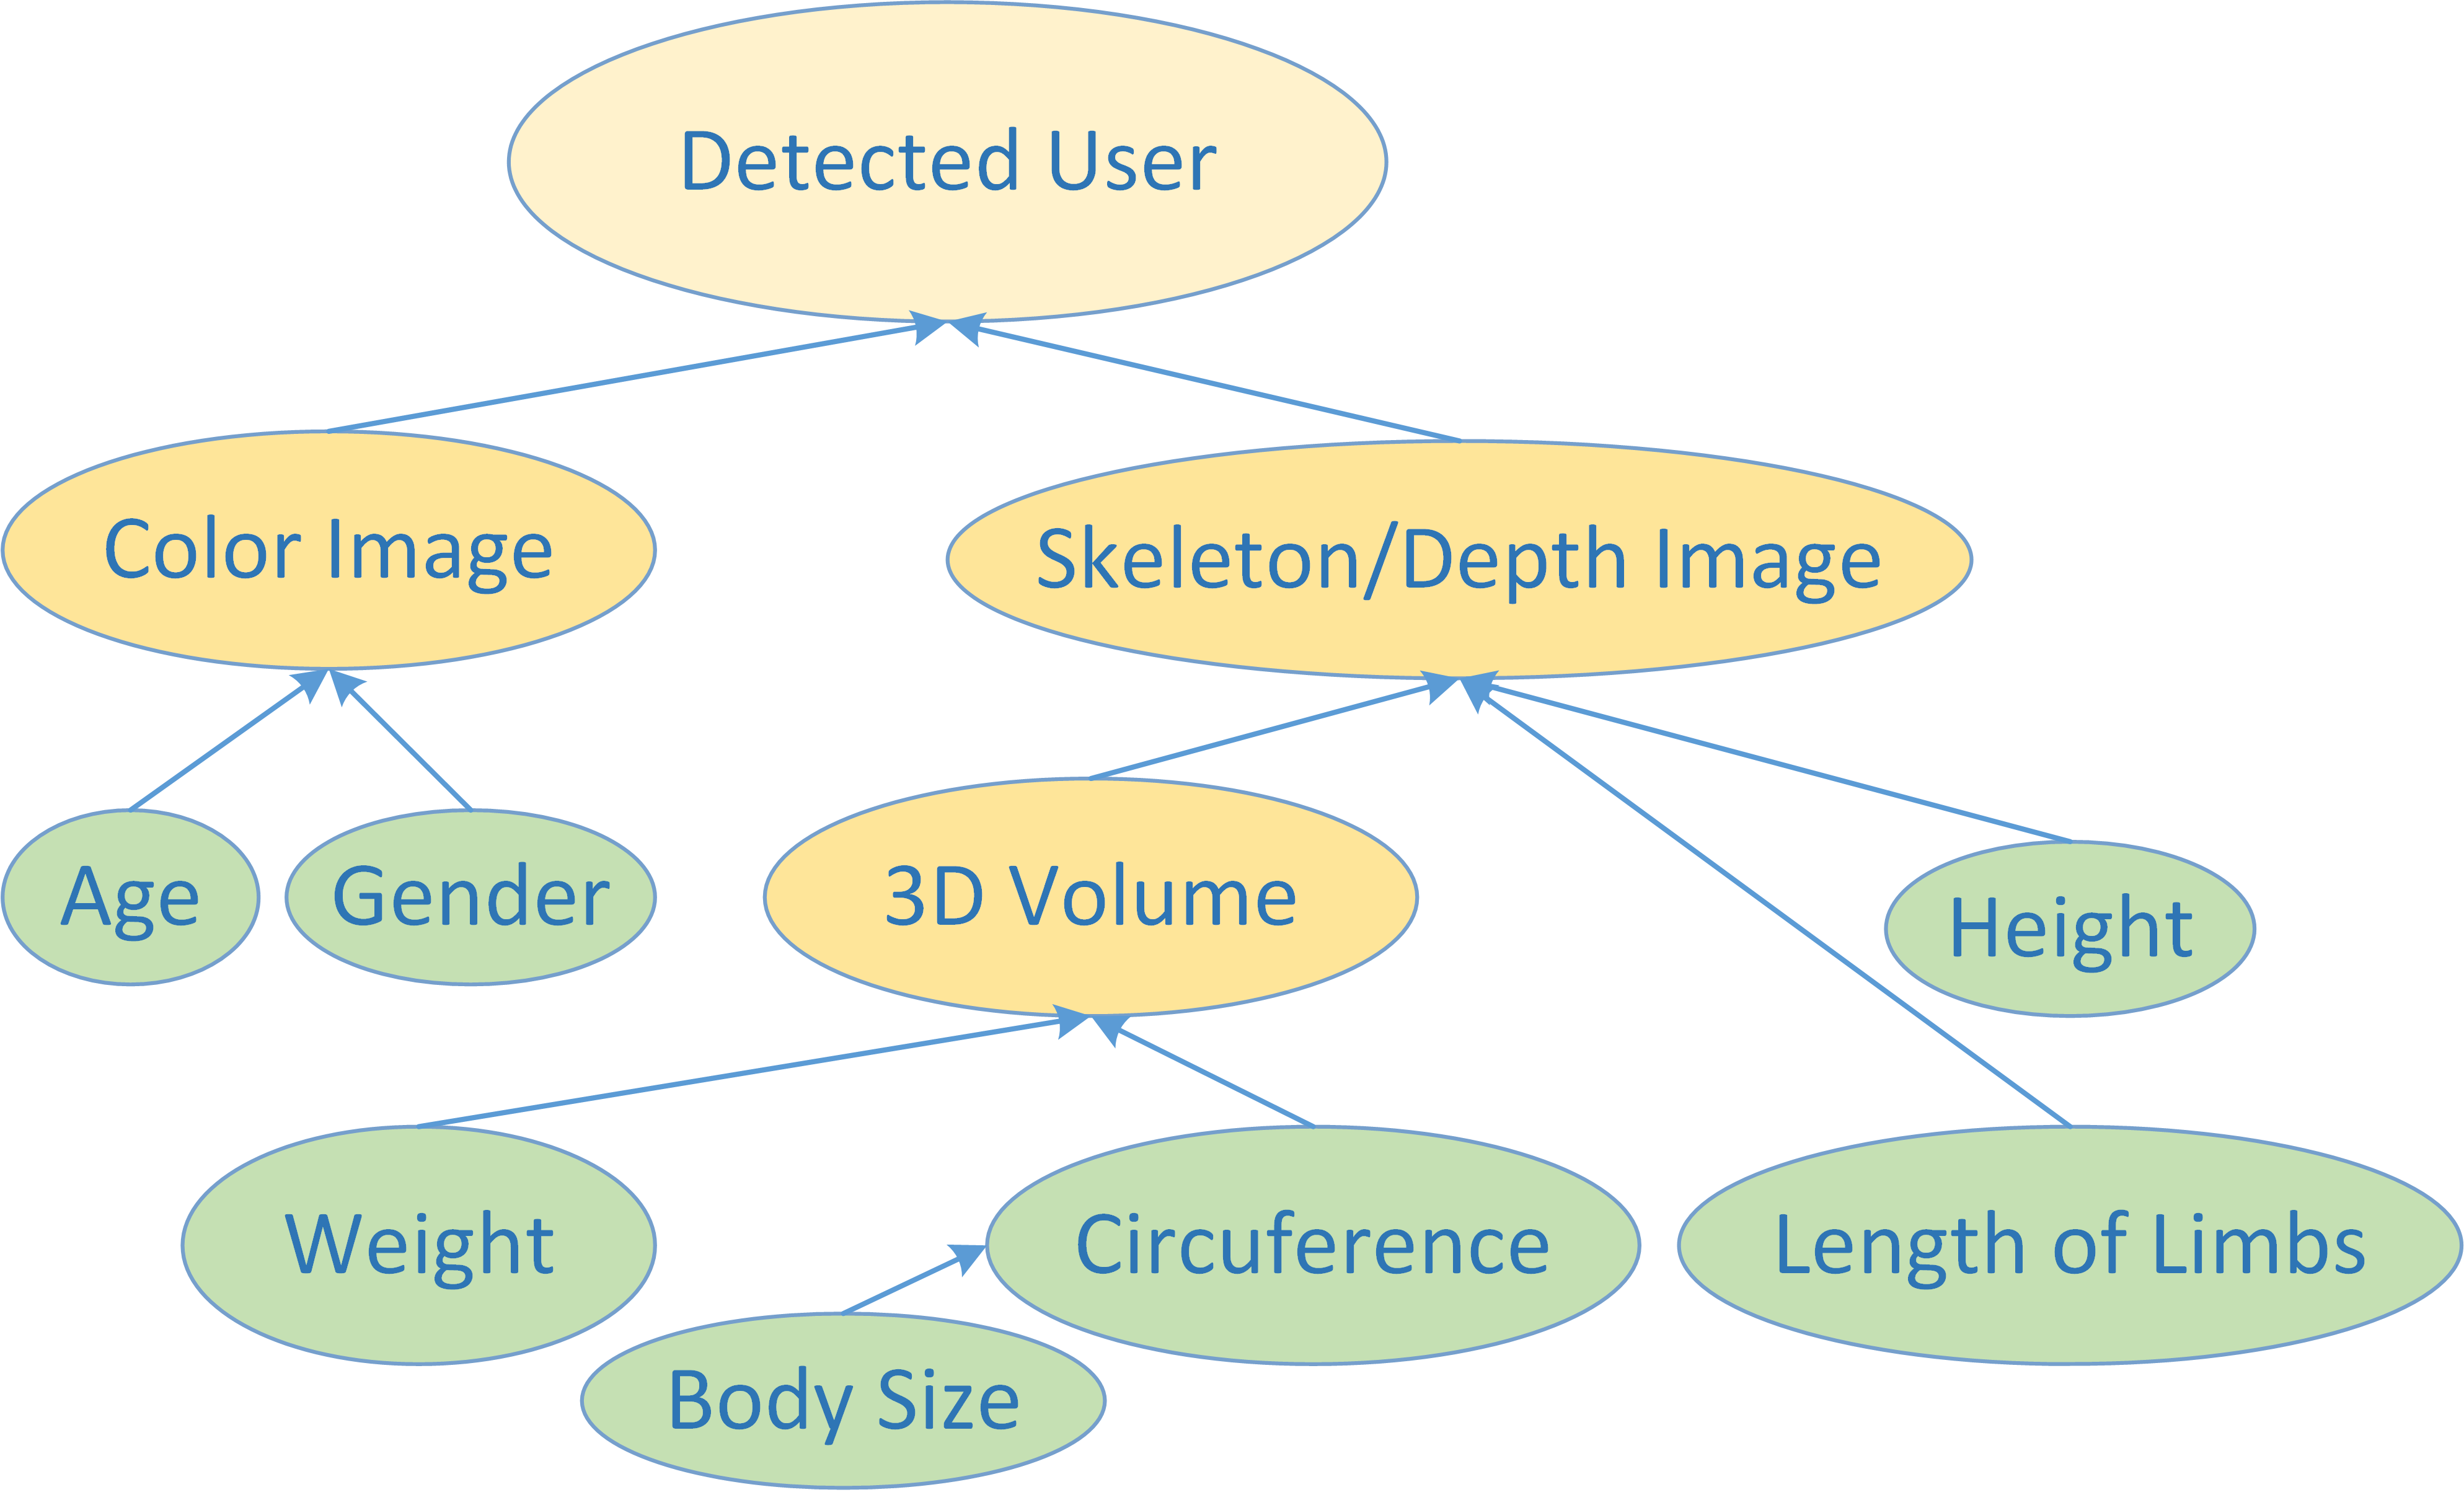 Detected User
Color Image
Skeleton/Depth Image
Age
Gender
3D Volume
Height
Weight
Circuference
Length of Limbs
Body Size